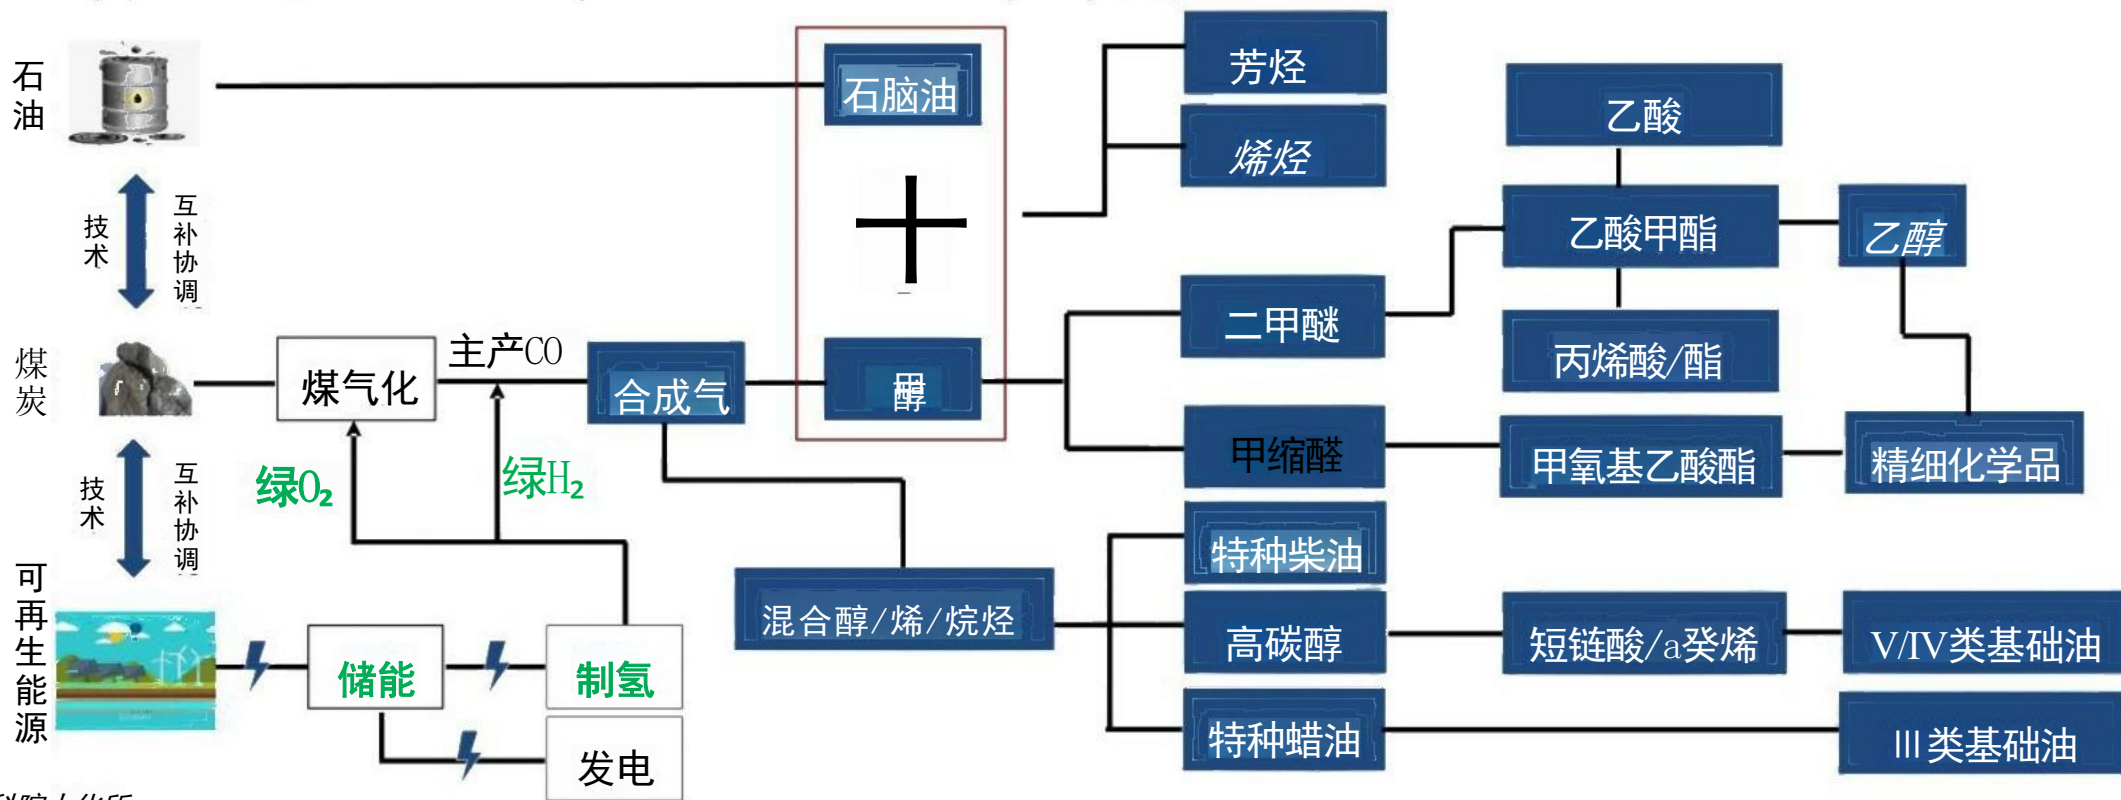 石油
石脑油
芳烃
烯烃
乙酸
技术
互补协调
乙酸甲酯
乙醇
二甲醚
丙烯酸/酯
煤炭
煤气化
主产CO
合成气
甲醇
甲缩醛
甲氧基乙酸酯
精细化学品
绿O₂
绿H₂
技术
互补协调
特种柴油
可再生能源
混合醇/烯/烷烃
高碳醇
短链酸/a癸烯
V/IV类基础油
储能
制氢
特种蜡油
III类基础油
发电